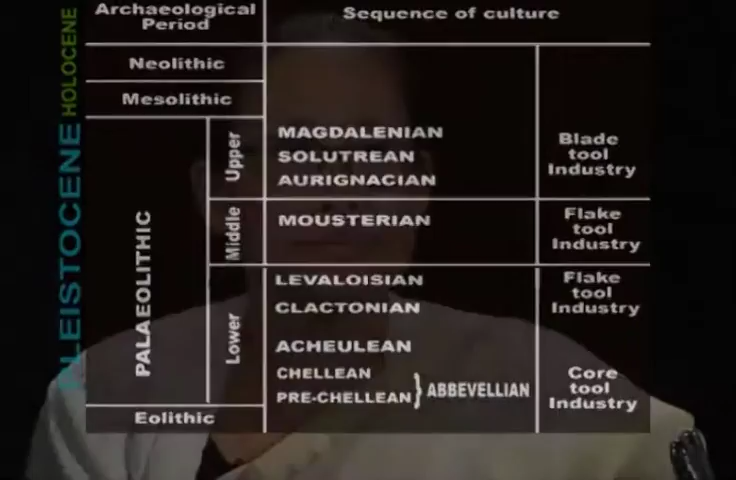 Archaeological
Period
Sequence of culture
HOLOCENE
PLEISTOCENE
Neolithic
Mesolithic
PALAEOLITHIC
Upper
MAGDALENIAN
SOLUTREAN
AURIGNACIAN
Blade
tool
Industry
Middle
MOUSTERIAN
Flake
tool
Industry
Lower
LEVALOISIAN
CLACTONIAN
Flake
tool
Industry
ACHEULEAN
CHELLEAN
PRE-CHELLEAN
ABBEVELLIAN
Core
tool
Industry
Eolithic